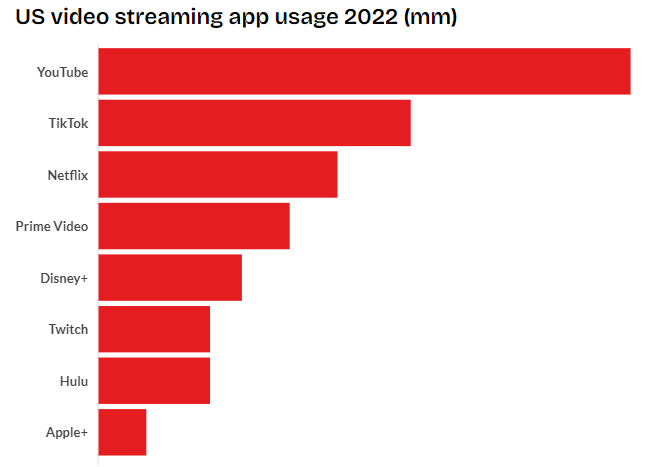 US video streaming app usage 2022 (mm)
YouTube
TikTok
Netflix
Prime Video
Disney+
Twitch
Hulu
Apple+